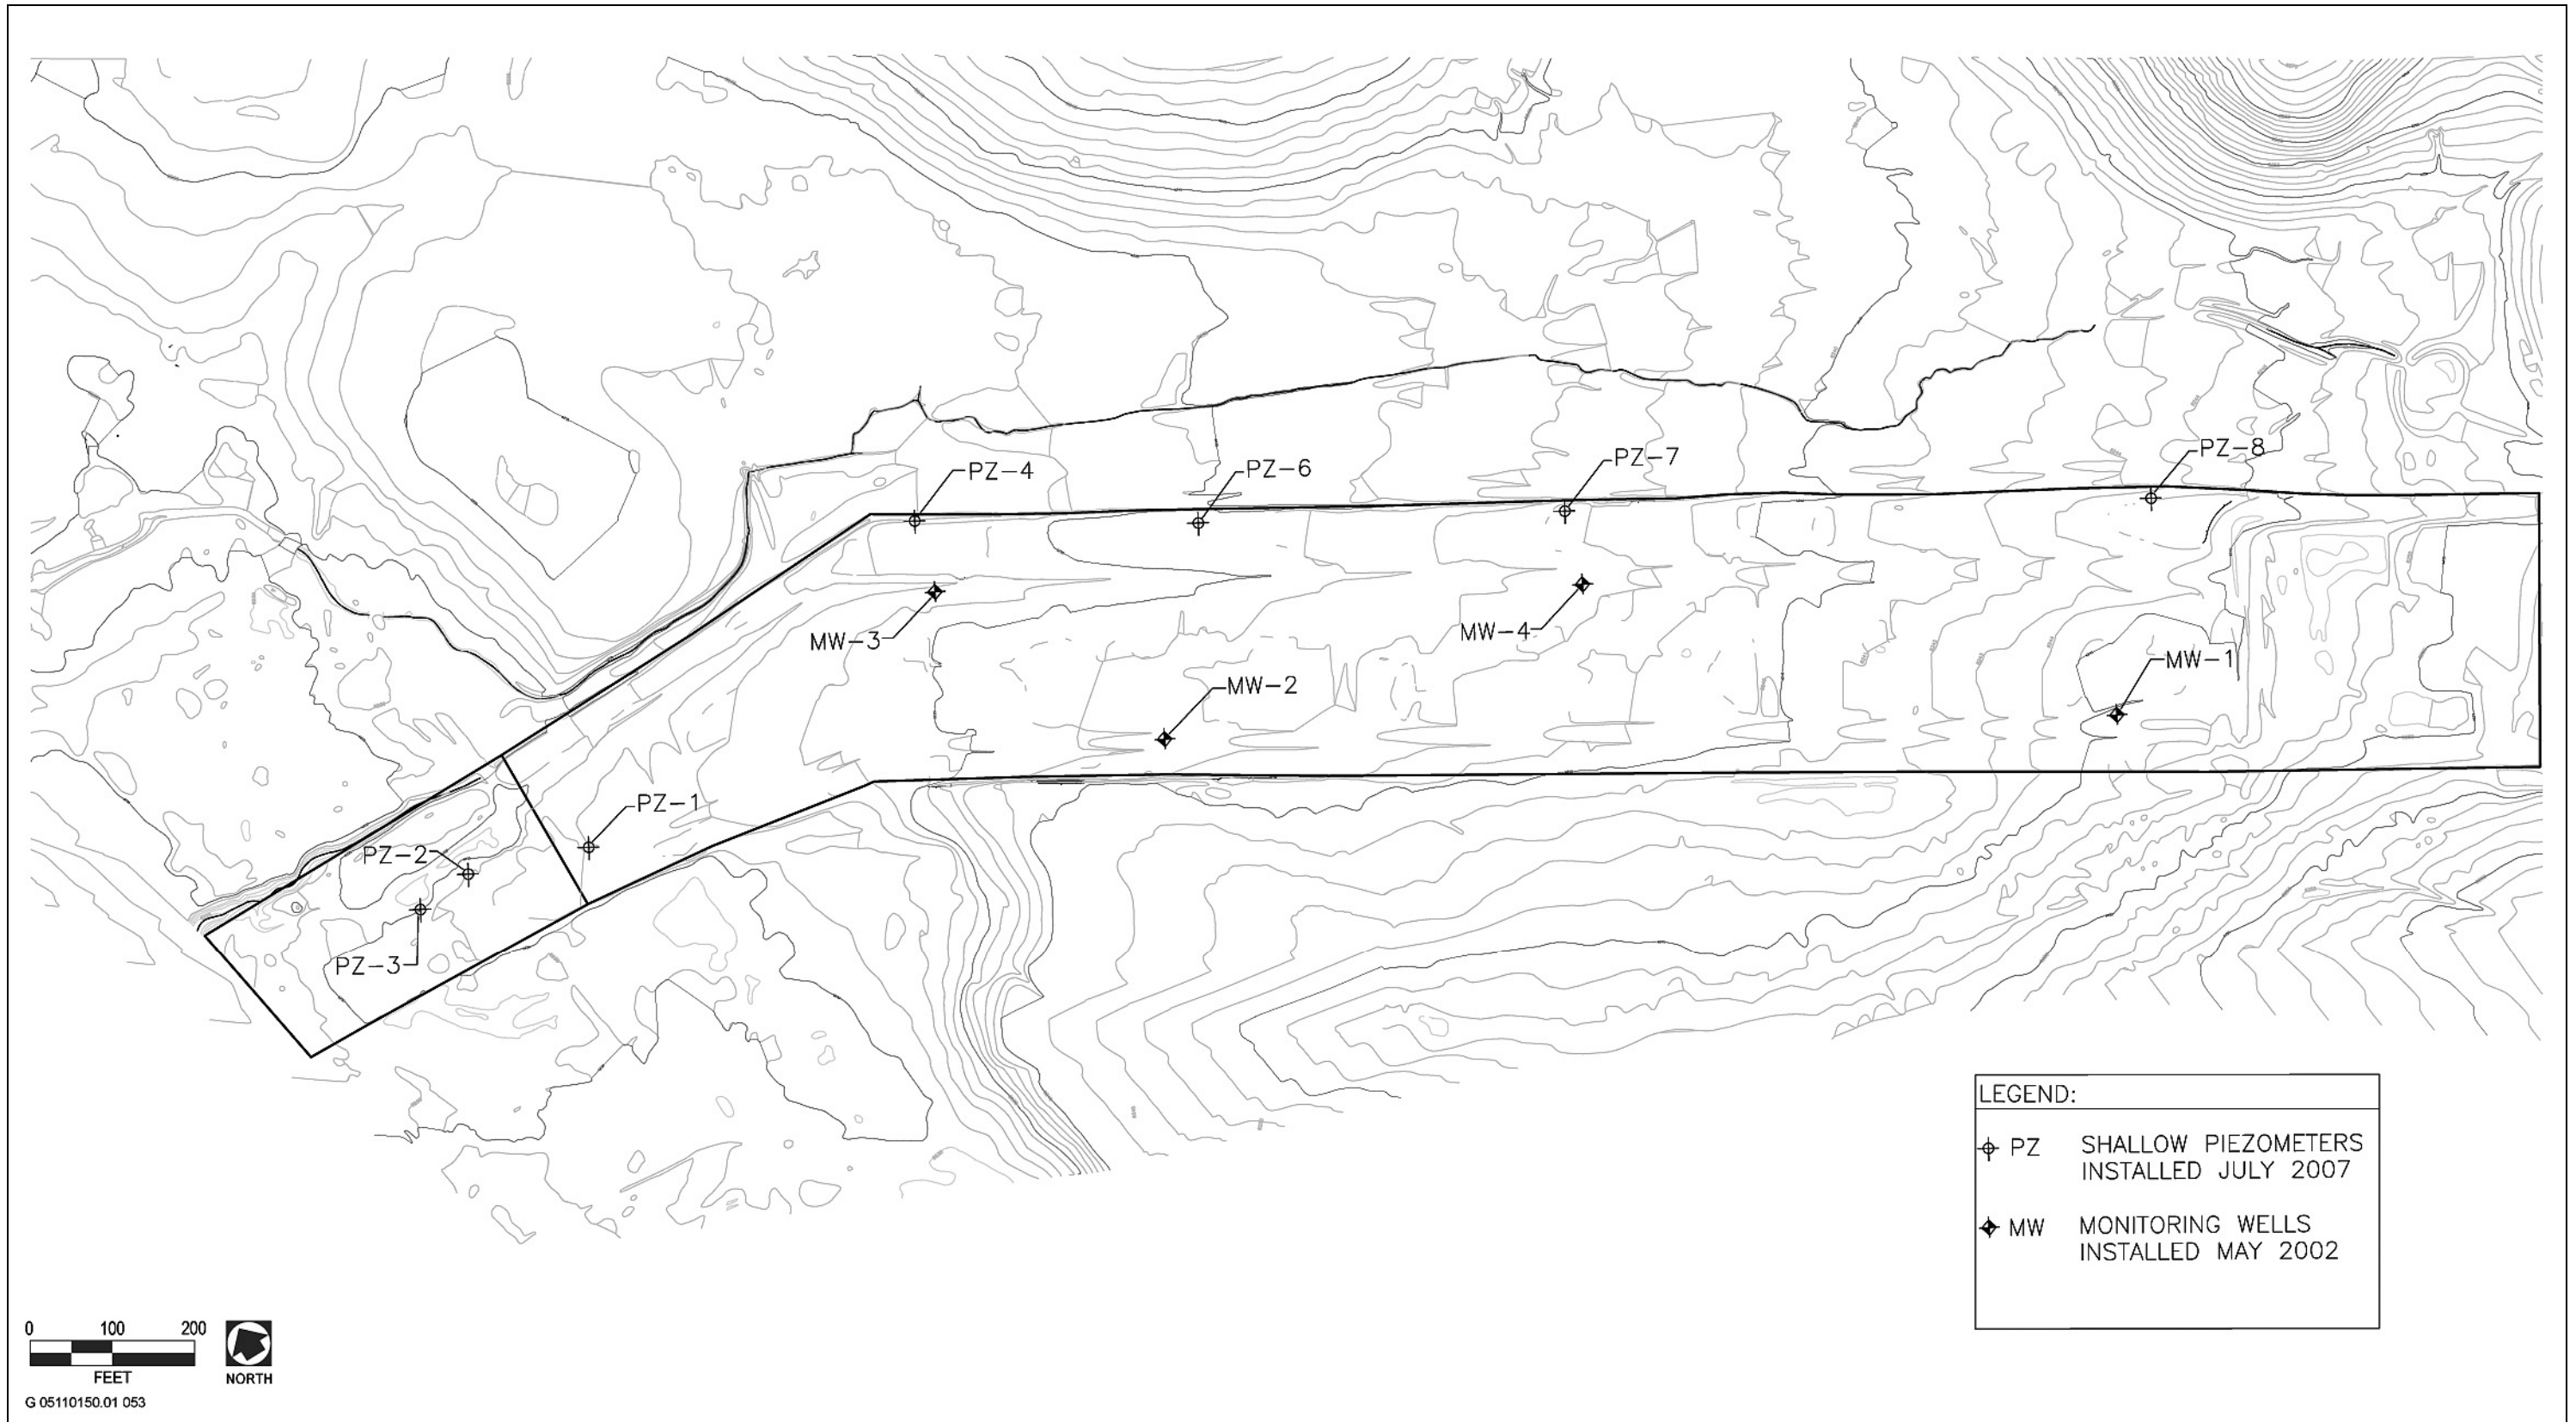 PZ-4
PZ-6
PZ-7
PZ-8
MW-3
MW-4
MW-2
MW-1
PZ-1
PZ-2
PZ-3
LEGEND:
PZ SHALLOW PIEZOMETERS
INSTALLED JULY 2007
MW MONITORING WELLS
INSTALLED MAY 2002
0 100 200
FEET
NORTH
G 05110150.01 053